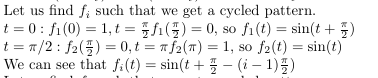 Let us find $f_i$ such that we get a cycled pattern.
$t = 0 : f_1(0) = 1, t = \frac{\pi}{2} f_1(\frac{\pi}{2}) = 0$, so $f_1(t) = \sin(t + \frac{\pi}{2})$
$t = \pi/2 : f_2(\frac{\pi}{2}) = 0, t = \pi f_2(\pi) = 1$, so $f_2(t) = \sin(t)$
We can see that $f_i(t) = \sin(t + \frac{\pi}{2} - (i - 1)\frac{\pi}{2})$